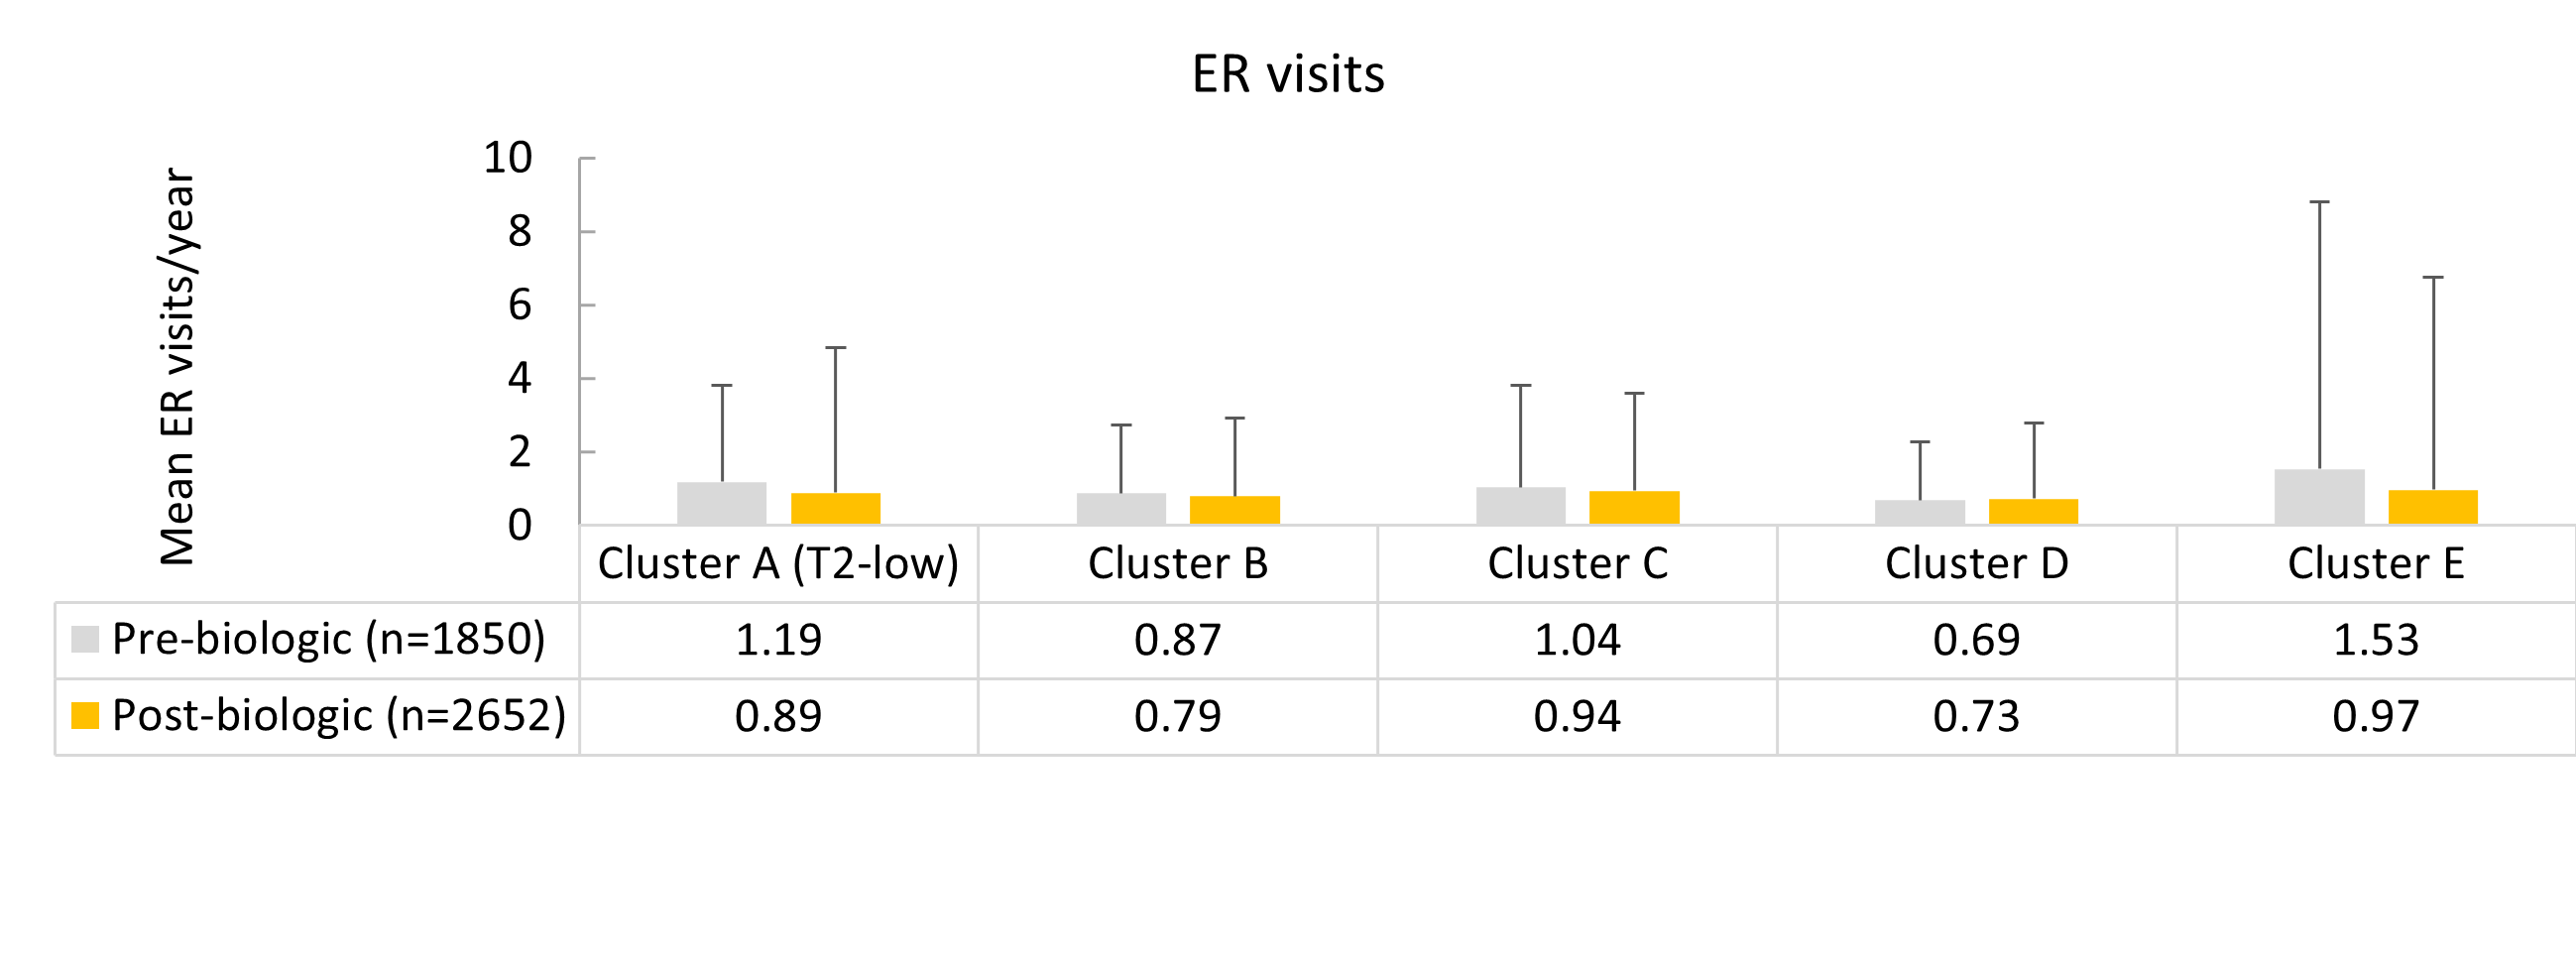 ER visits
Mean ER visits/year
10
8
6
4
2
0
Cluster A (T2-low) Cluster B Cluster C Cluster D Cluster E
Pre-biologic (n=1850) 1.19 0.87 1.04 0.69 1.53
Post-biologic (n=2652) 0.89 0.79 0.94 0.73 0.97